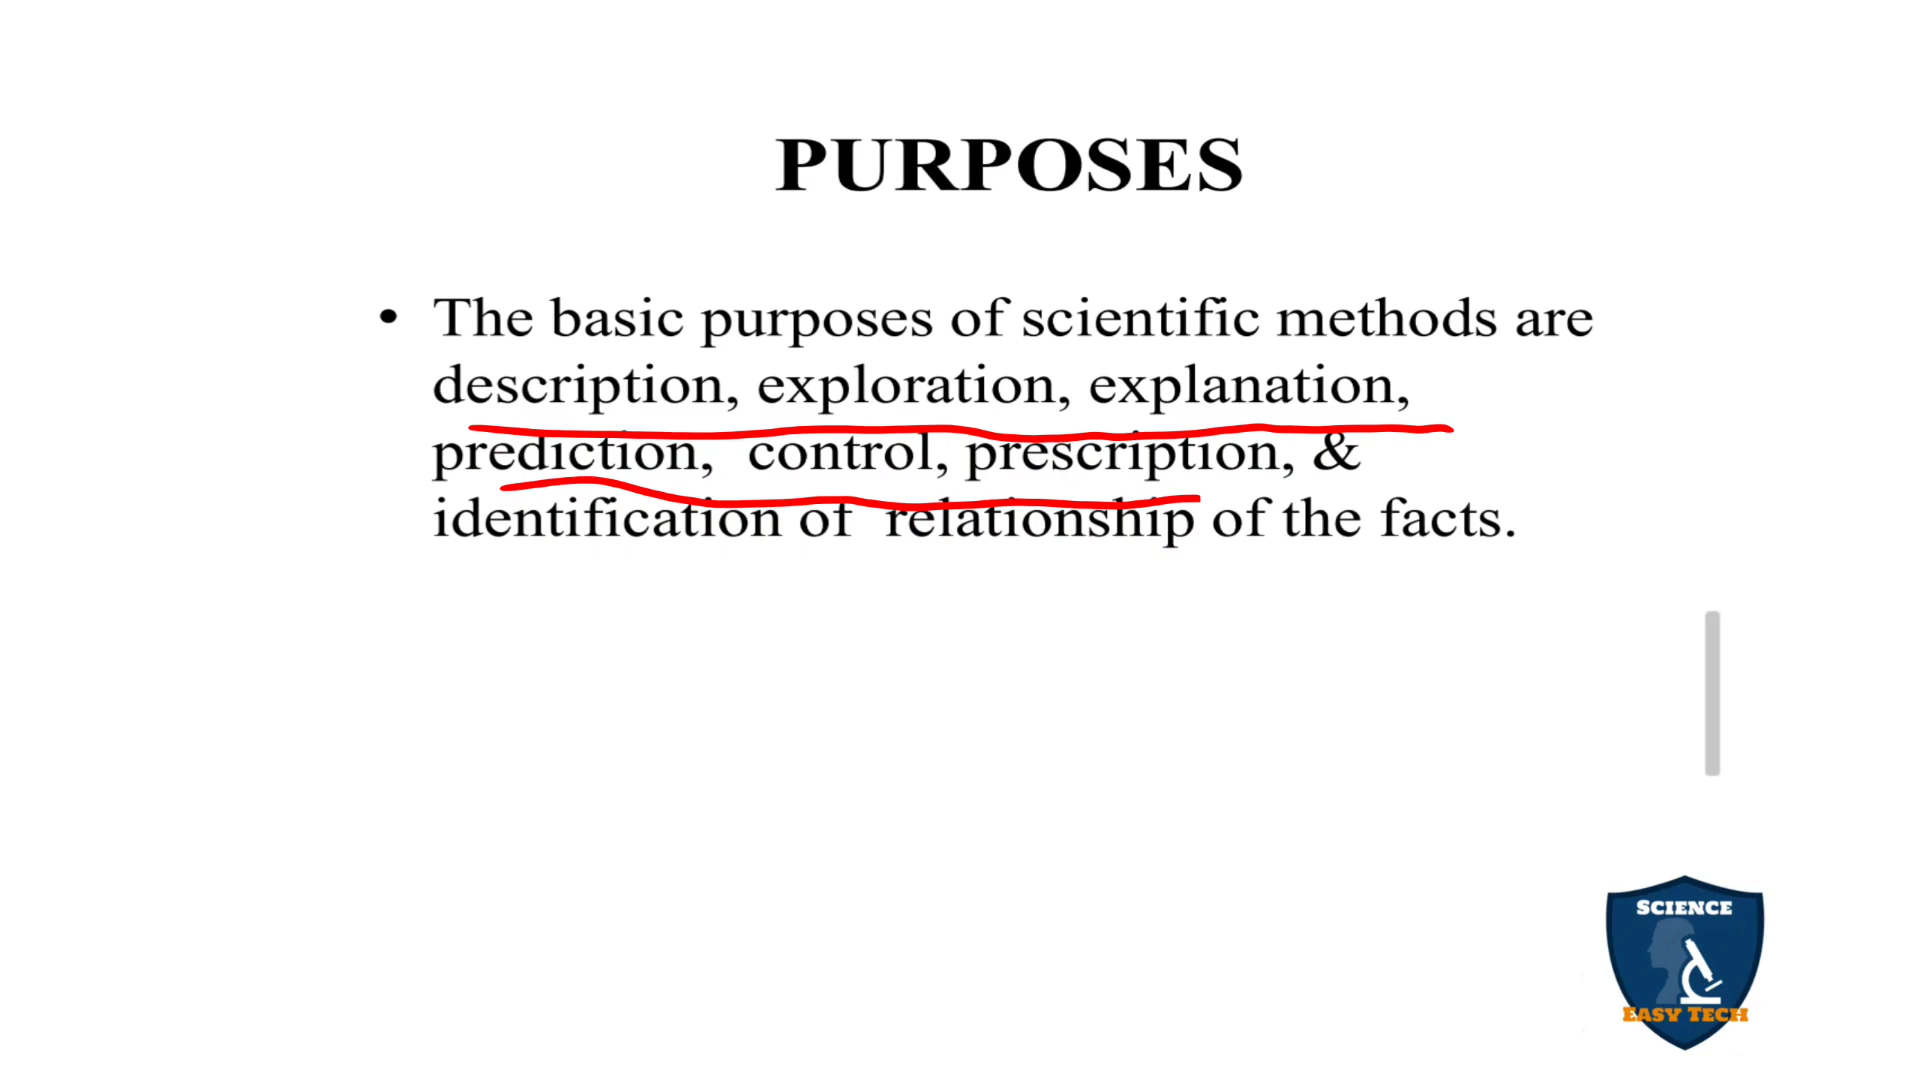 PURPOSES
• The basic purposes of scientific methods are
description, exploration, explanation,
prediction, control, prescription, &
identification of relationship of the facts.
SCIENCE
EASY TECH